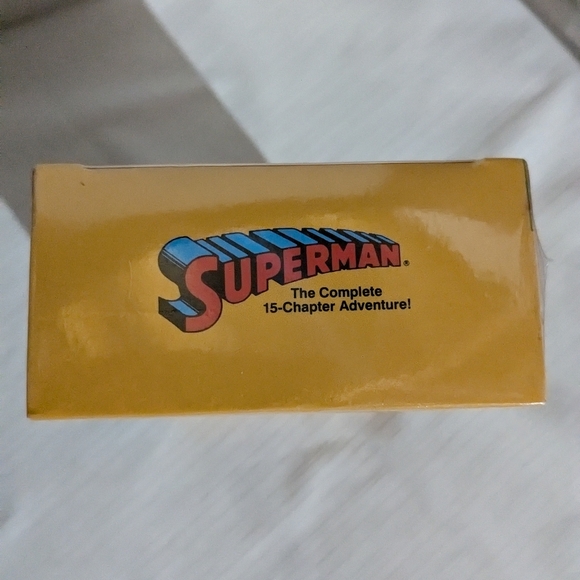 SUPERMAN®
The Complete
15-Chapter Adventure!